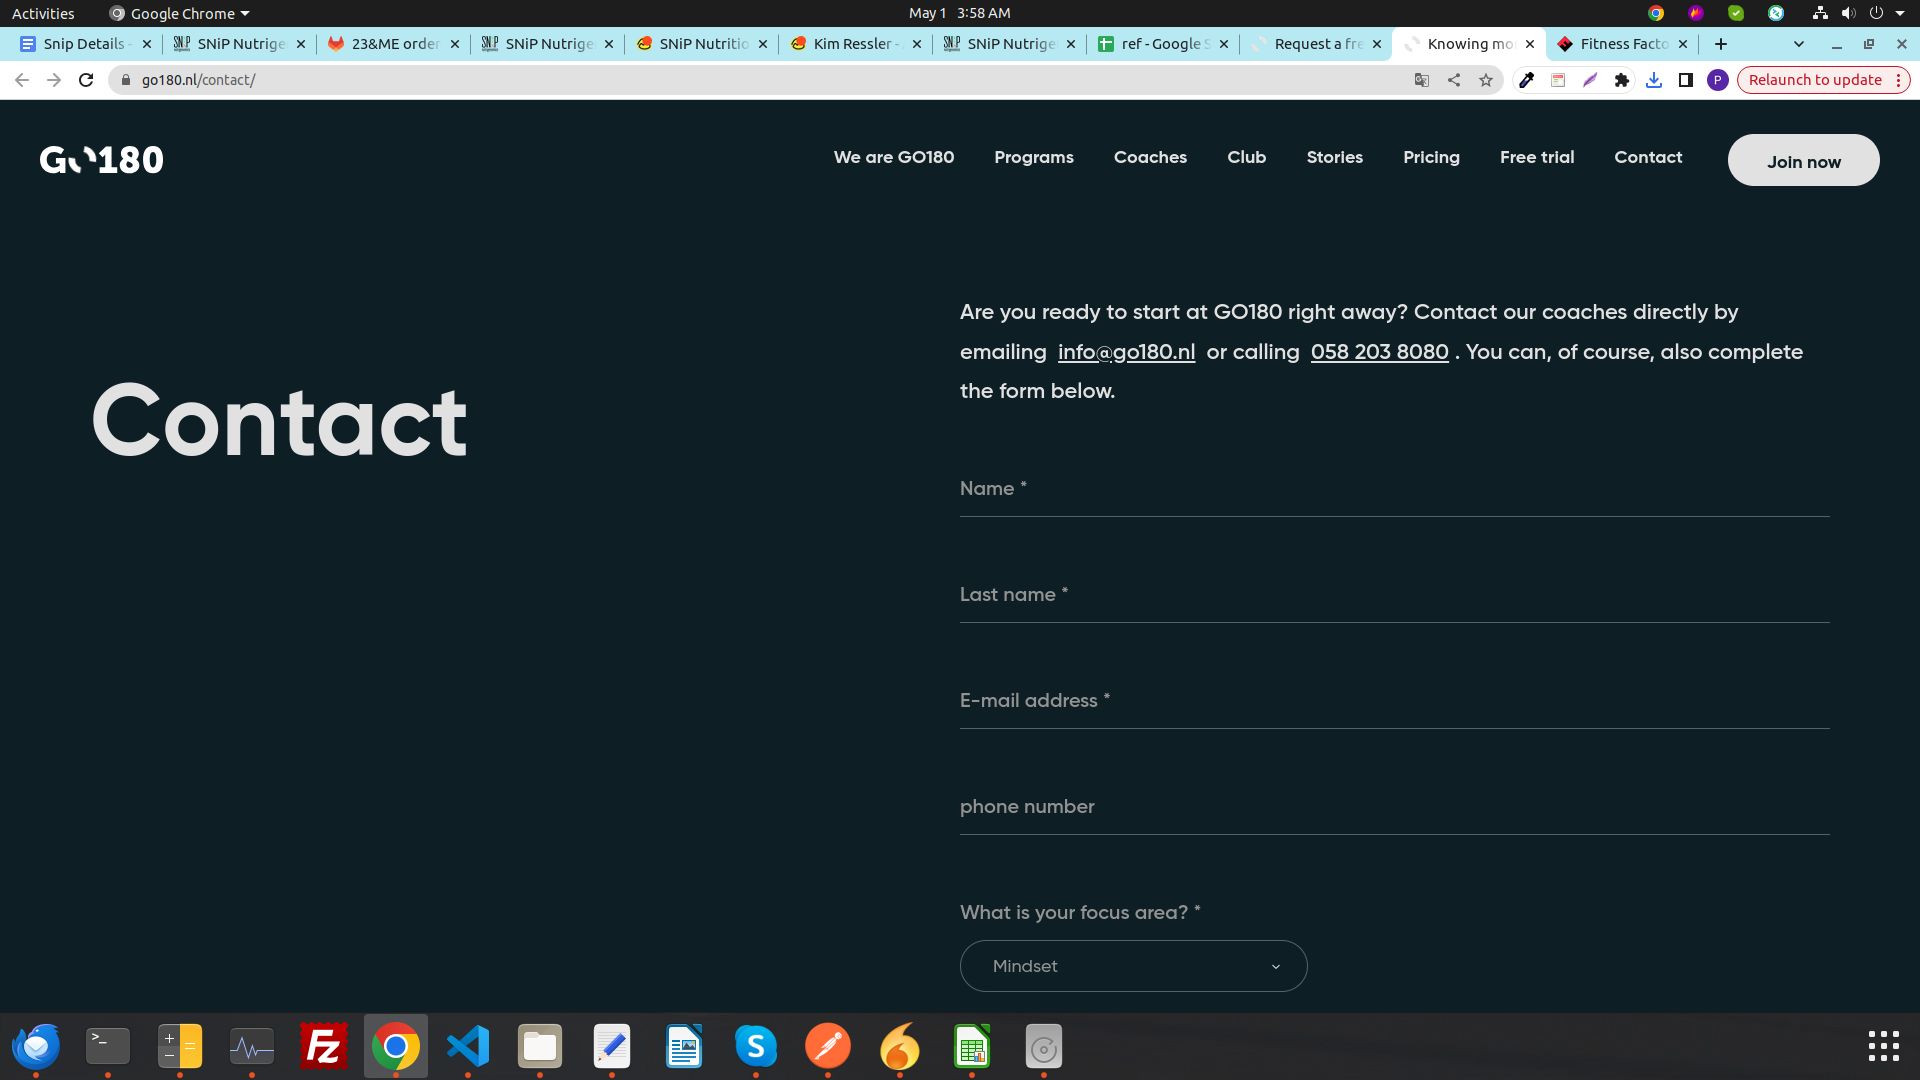 Activities
Google Chrome
May 1 3:58 AM
Snip Details -
SNiP Nutrige
23&ME order
SNiP Nutrige
SNiP Nutritio
Kim Ressler -
SNiP Nutrige
ref - Google S
Request a fre
Knowing mo
Fitness Facto
go180.nl/contact/
P
Relaunch to update
GO180
We are GO180
Programs
Coaches
Club
Stories
Pricing
Free trial
Contact
Join now
Contact
Are you ready to start at GO180 right away? Contact our coaches directly by
emailing info@go180.nl or calling 058 203 8080 . You can, of course, also complete
the form below.
Name *
Last name *
E-mail address *
phone number
What is your focus area? *
Mindset